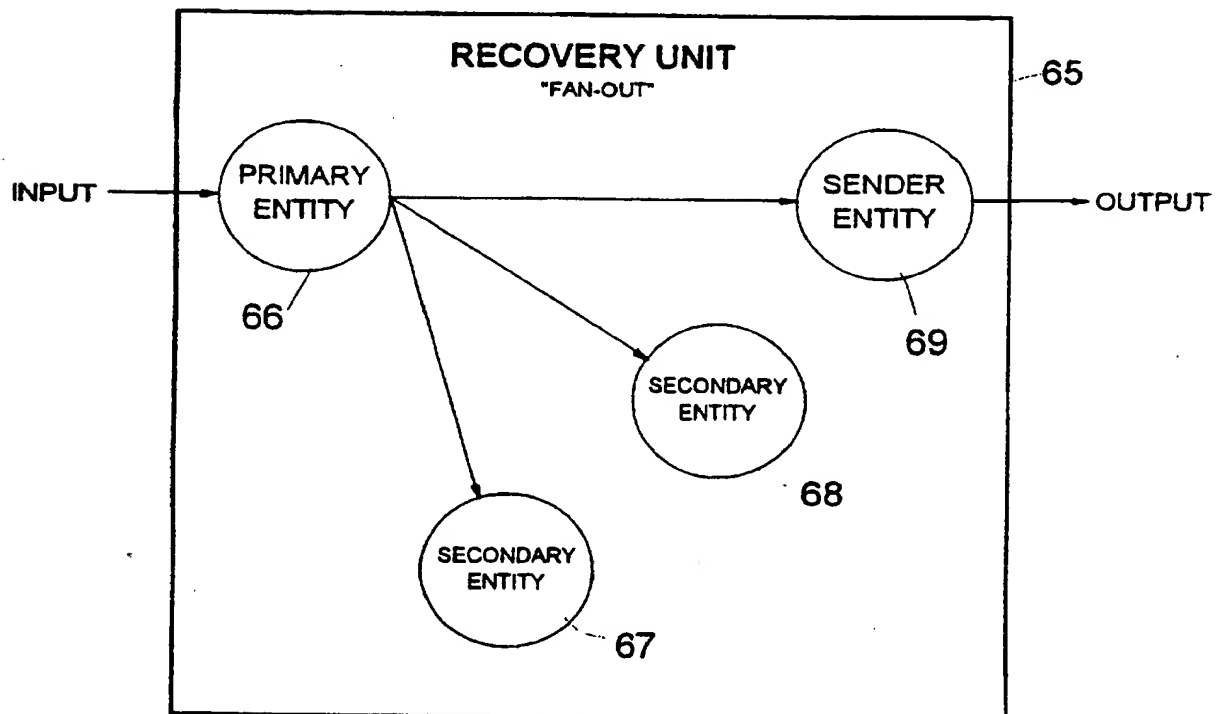 RECOVERY UNIT
"FAN-OUT"
65
INPUT
PRIMARY
ENTITY
SENDER
ENTITY
OUTPUT
66
69
SECONDARY
ENTITY
68
SECONDARY
ENTITY
67